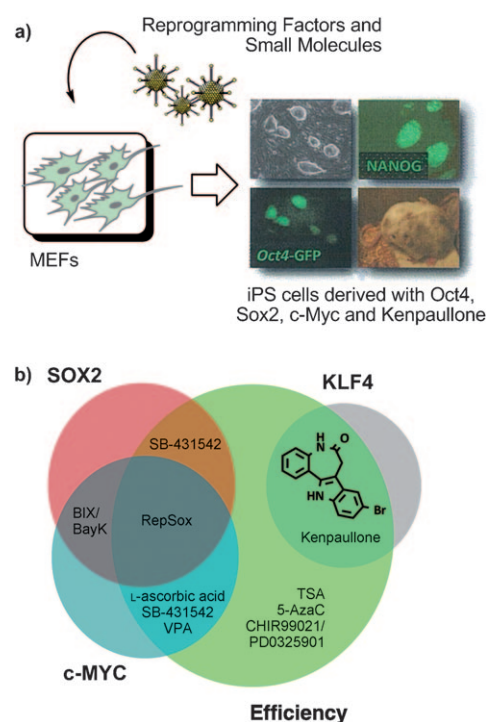 a)
Reprogramming Factors and
Small Molecules
MEFs
NANOG
Oct4-GFP
iPS cells derived with Oct4,
Sox2, c-Myc and Kenpaullone
b)
SOX2
KLF4
SB-431542
H
N
O
BIX/
BayK
RepSox
HN
Br
Kenpaullone
L-ascorbic acid
SB-431542
VPA
TSA
5-AzaC
CHIR99021/
PD0325901
c-MYC
Efficiency